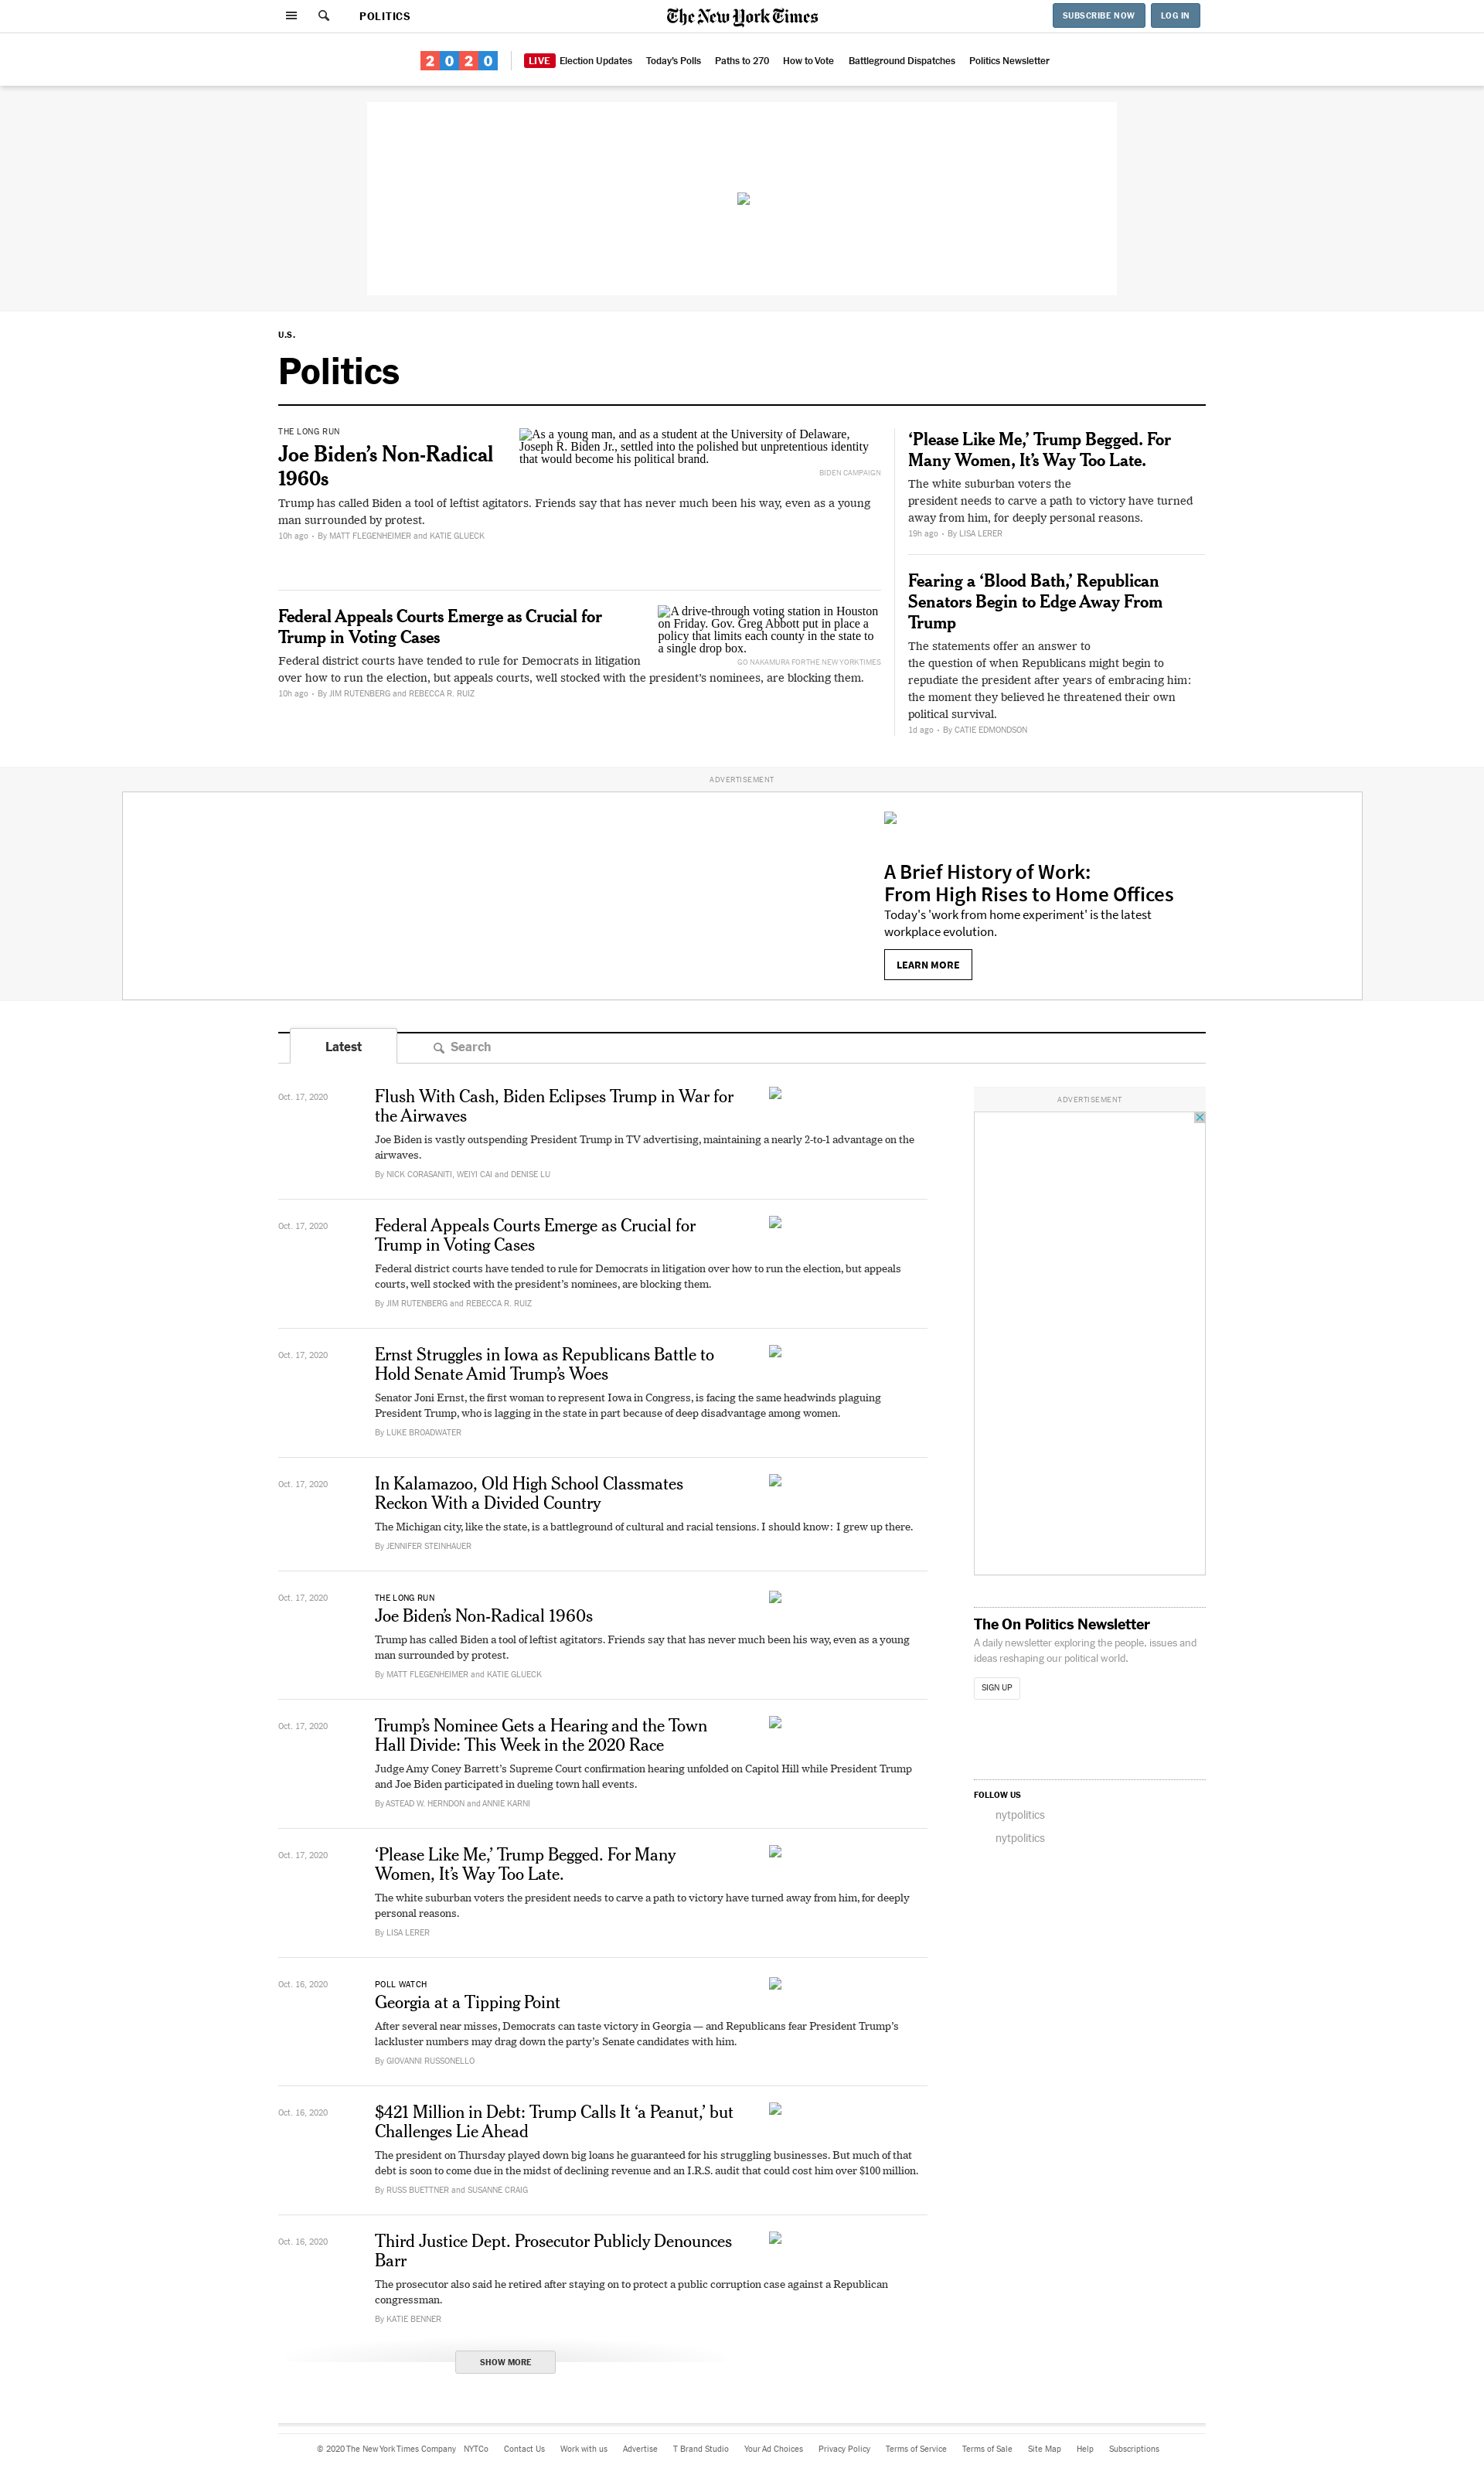 POLITICS
The New York Times
SUBSCRIBE NOW
LOG IN
2020
LIVE Election Updates
Today's Polls
Paths to 270
How to Vote
Battleground Dispatches
Politics Newsletter
U.S.
Politics
THE LONG RUN
Joe Biden’s Non-Radical
1960s
As a young man, and as a student at the University of Delaware,
Joseph R. Biden Jr., settled into the polished but unpretentious identity
that would become his political brand.
BIDEN CAMPAIGN
Trump has called Biden a tool of leftist agitators. Friends say that has never much been his way, even as a young
man surrounded by protest.
10h ago • By MATT FLEGENHEIMER and KATIE GLUECK
Federal Appeals Courts Emerge as Crucial for
Trump in Voting Cases
A drive-through voting station in Houston
on Friday. Gov. Greg Abbott put in place a
policy that limits each county in the state to
a single drop box.
GO NAKAMURA FOR THE NEW YORK TIMES
Federal district courts have tended to rule for Democrats in litigation
over how to run the election, but appeals courts, well stocked with the president’s nominees, are blocking them.
10h ago • By JIM RUTENBERG and REBECCA R. RUIZ
‘Please Like Me,’ Trump Begged. For
Many Women, It’s Way Too Late.
The white suburban voters the
president needs to carve a path to victory have turned
away from him, for deeply personal reasons.
19h ago • By LISA LERER
Fearing a ‘Blood Bath,’ Republican
Senators Begin to Edge Away From
Trump
The statements offer an answer to
the question of when Republicans might begin to
repudiate the president after years of embracing him:
the moment they believed he threatened their own
political survival.
1d ago • By CATIE EDMONDSON
ADVERTISEMENT
A Brief History of Work:
From High Rises to Home Offices
Today's 'work from home experiment' is the latest
workplace evolution.
LEARN MORE
Latest
Search
Oct. 17, 2020
Flush With Cash, Biden Eclipses Trump in War for
the Airwaves
Joe Biden is vastly outspending President Trump in TV advertising, maintaining a nearly 2-to-1 advantage on the
airwaves.
By NICK CORASANITI, WEIYI CAI and DENISE LU
Oct. 17, 2020
Federal Appeals Courts Emerge as Crucial for
Trump in Voting Cases
Federal district courts have tended to rule for Democrats in litigation over how to run the election, but appeals
courts, well stocked with the president’s nominees, are blocking them.
By JIM RUTENBERG and REBECCA R. RUIZ
Oct. 17, 2020
Ernst Struggles in Iowa as Republicans Battle to
Hold Senate Amid Trump’s Woes
Senator Joni Ernst, the first woman to represent Iowa in Congress, is facing the same headwinds plaguing
President Trump, who is lagging in the state in part because of deep disadvantage among women.
By LUKE BROADWATER
Oct. 17, 2020
In Kalamazoo, Old High School Classmates
Reckon With a Divided Country
The Michigan city, like the state, is a battleground of cultural and racial tensions. I should know: I grew up there.
By JENNIFER STEINHAUER
Oct. 17, 2020
THE LONG RUN
Joe Biden’s Non-Radical 1960s
Trump has called Biden a tool of leftist agitators. Friends say that has never much been his way, even as a young
man surrounded by protest.
By MATT FLEGENHEIMER and KATIE GLUECK
Oct. 17, 2020
Trump’s Nominee Gets a Hearing and the Town
Hall Divide: This Week in the 2020 Race
Judge Amy Coney Barrett’s Supreme Court confirmation hearing unfolded on Capitol Hill while President Trump
and Joe Biden participated in dueling town hall events.
By ASTEAD W. HERNDON and ANNIE KARNI
Oct. 17, 2020
‘Please Like Me,’ Trump Begged. For Many
Women, It’s Way Too Late.
The white suburban voters the president needs to carve a path to victory have turned away from him, for deeply
personal reasons.
By LISA LERER
Oct. 16, 2020
POLL WATCH
Georgia at a Tipping Point
After several near misses, Democrats can taste victory in Georgia — and Republicans fear President Trump’s
lackluster numbers may drag down the party’s Senate candidates with him.
By GIOVANNI RUSSONELLO
Oct. 16, 2020
$421 Million in Debt: Trump Calls It ‘a Peanut,’ but
Challenges Lie Ahead
The president on Thursday played down big loans he guaranteed for his struggling businesses. But much of that
debt is soon to come due in the midst of declining revenue and an I.R.S. audit that could cost him over $100 million.
By RUSS BUETTNER and SUSANNE CRAIG
Oct. 16, 2020
Third Justice Dept. Prosecutor Publicly Denounces
Barr
The prosecutor also said he retired after staying on to protect a public corruption case against a Republican
congressman.
By KATIE BENNER
SHOW MORE
ADVERTISEMENT
The On Politics Newsletter
A daily newsletter exploring the people, issues and
ideas reshaping our political world.
SIGN UP
FOLLOW US
nytpolitics
nytpolitics
© 2020 The New York Times Company
NYTCo
Contact Us
Work with us
Advertise
T Brand Studio
Your Ad Choices
Privacy Policy
Terms of Service
Terms of Sale
Site Map
Help
Subscriptions